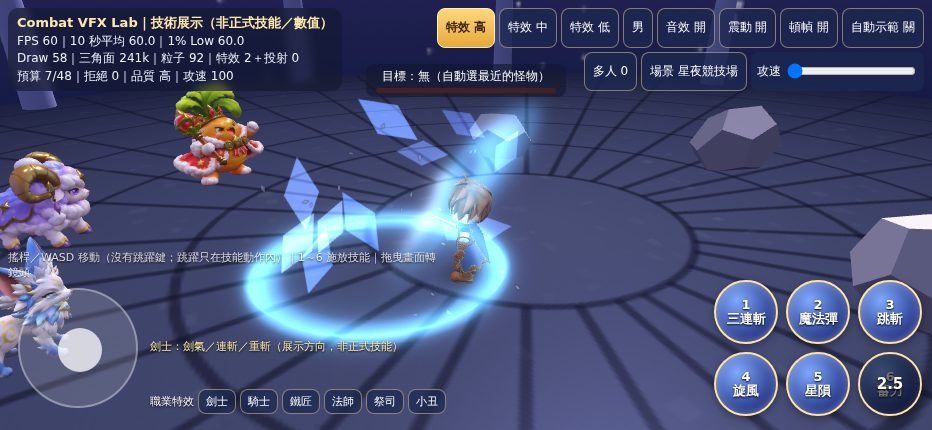 Combat VFX Lab｜技術展示（非正式技能／數值）
FPS 60｜10 秒平均 60.0｜1% Low 60.0
Draw 58｜三角面 241k｜粒子 92｜特效 2＋投射 0
預算 7/48｜拒絕 0｜品質 高｜攻速 100
特效 高
特效 中
特效 低
男
音效 開
震動 開
頓幀 開
自動示範 關
目標：無（自動選最近的怪物）
多人 0
場景 星夜競技場
攻速
搖桿／WASD 移動（沒有跳躍鍵；跳躍只在技能動作內）｜1～6 施放技能｜拖曳畫面轉
鏡頭
劍士：劍氣／連斬／重斬（展示方向，非正式技能）
職業特效
劍士
騎士
鐵匠
法師
祭司
小丑
1
三連斬
2
魔法彈
3
跳斬
4
旋風
5
星隕
6
2.5
蓄力